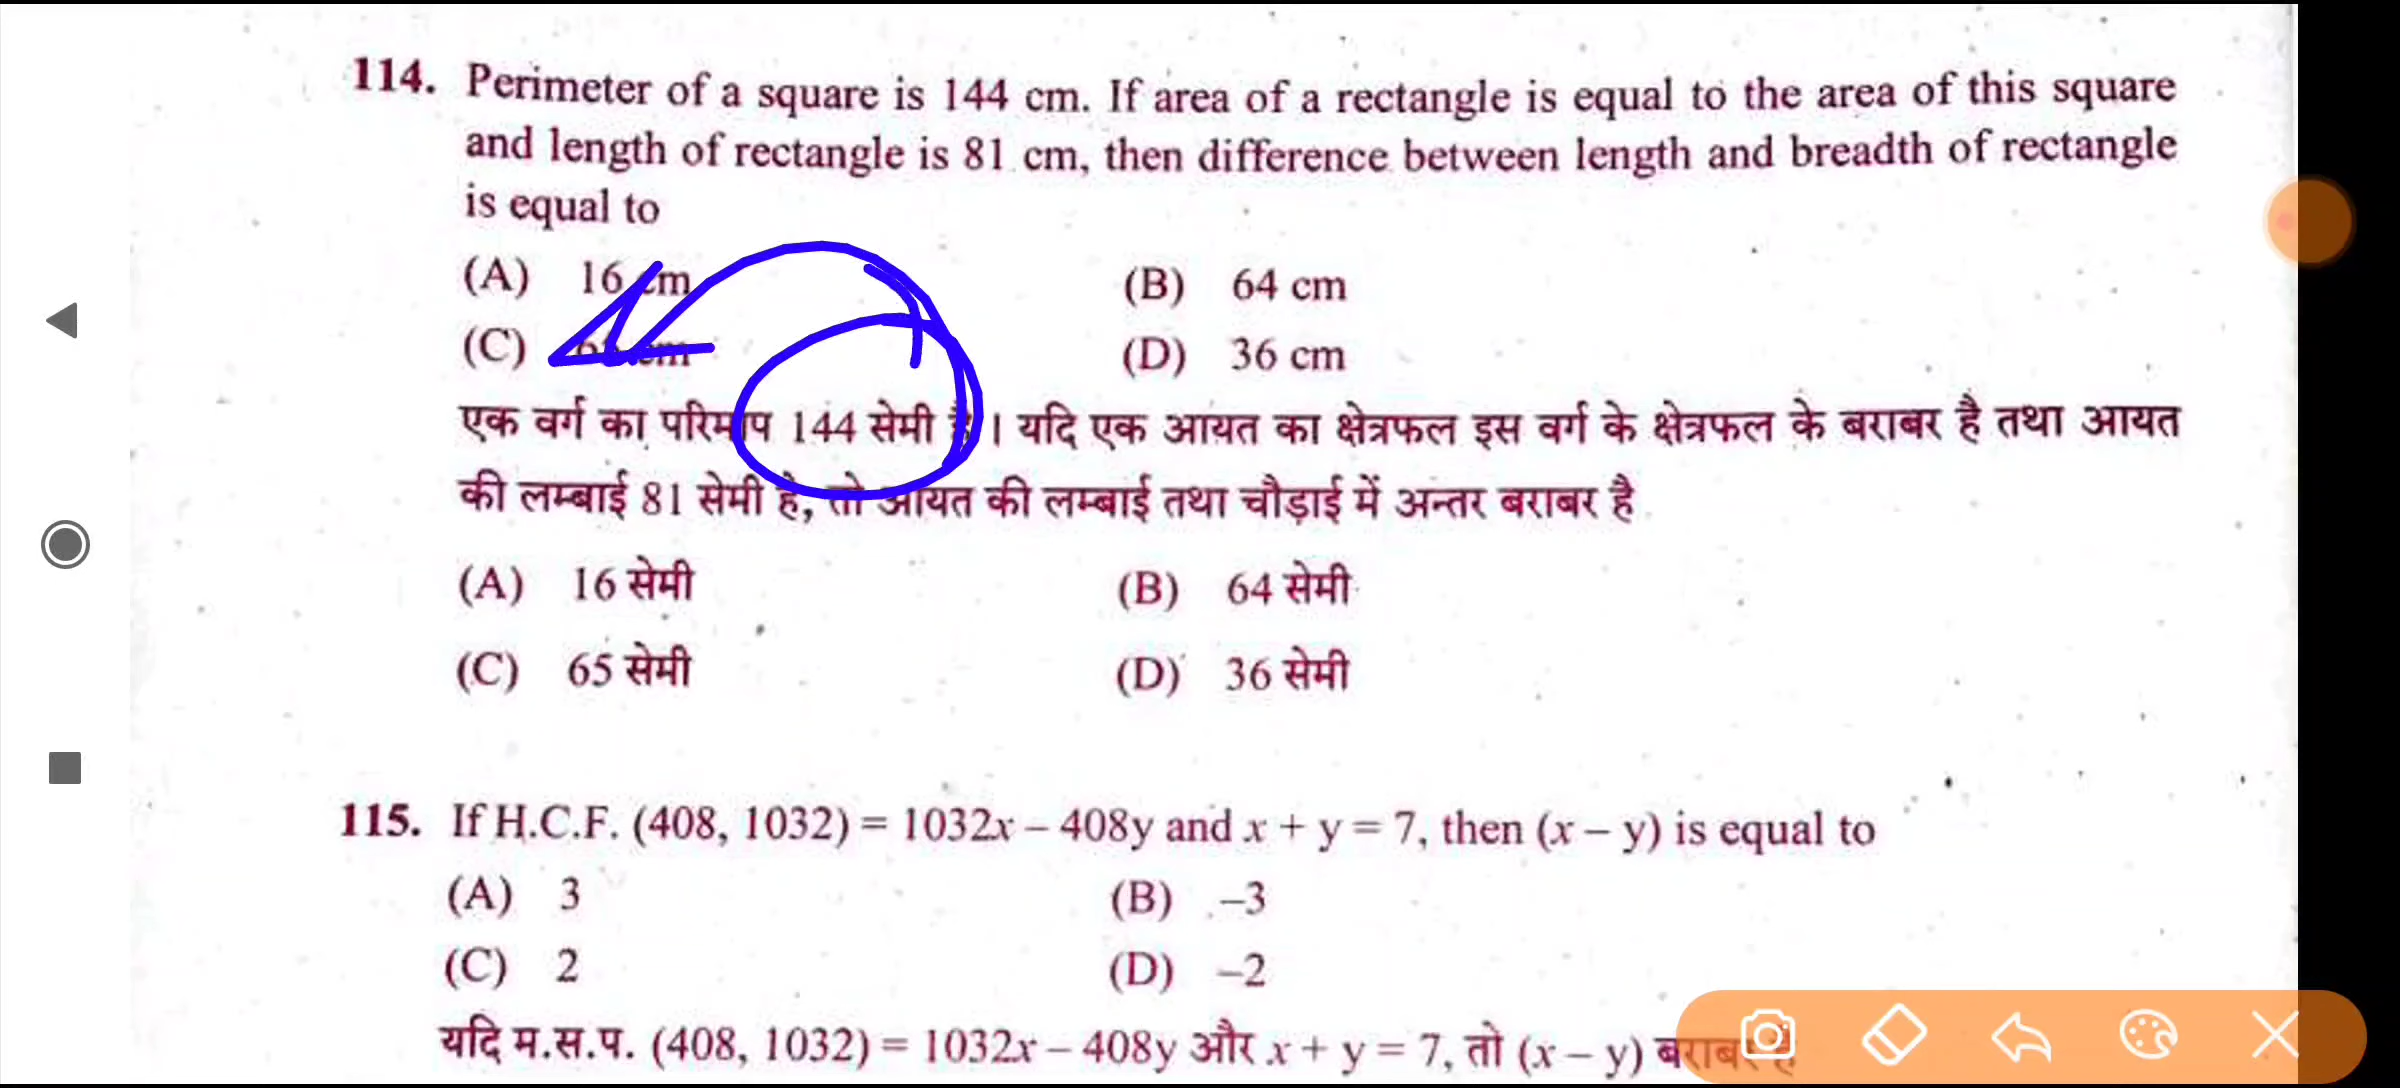 114. Perimeter of a square is 144 cm. If area of a rectangle is equal to the area of this square
and length of rectangle is 81 cm, then difference between length and breadth of rectangle
is equal to
(A) 16 cm (B) 64 cm
(C) 65 cm (D) 36 cm
एक वर्ग का परिमाप 144 सेमी है । यदि एक आयत का क्षेत्रफल इस वर्ग के क्षेत्रफल के बराबर है तथा आयत
की लम्बाई 81 सेमी है, तो आयत की लम्बाई तथा चौड़ाई में अन्तर बराबर है
(A) 16 सेमी (B) 64 सेमी
(C) 65 सेमी (D) 36 सेमी
115. If H.C.F. (408, 1032) = 1032x – 408y and x + y = 7, then (x – y) is equal to
(A) 3 (B) –3
(C) 2 (D) –2
यदि म.स.प. (408, 1032) = 1032x – 408y और x + y = 7, तो (x – y) बराबर है